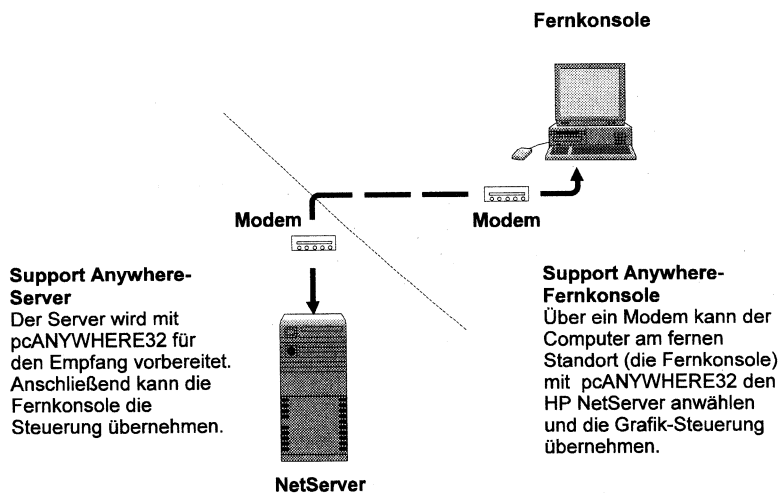 Fernkonsole
Modem
Modem
Support Anywhere-
Server
Der Server wird mit
pcANYWHERE32 für
den Empfang vorbereitet.
Anschließend kann die
Fernkonsole die
Steuerung übernehmen.
Support Anywhere-
Fernkonsole
Über ein Modem kann der
Computer am fernen
Standort (die Fernkonsole)
mit pcANYWHERE32 den
HP NetServer anwählen
und die Grafik-Steuerung
übernehmen.
NetServer